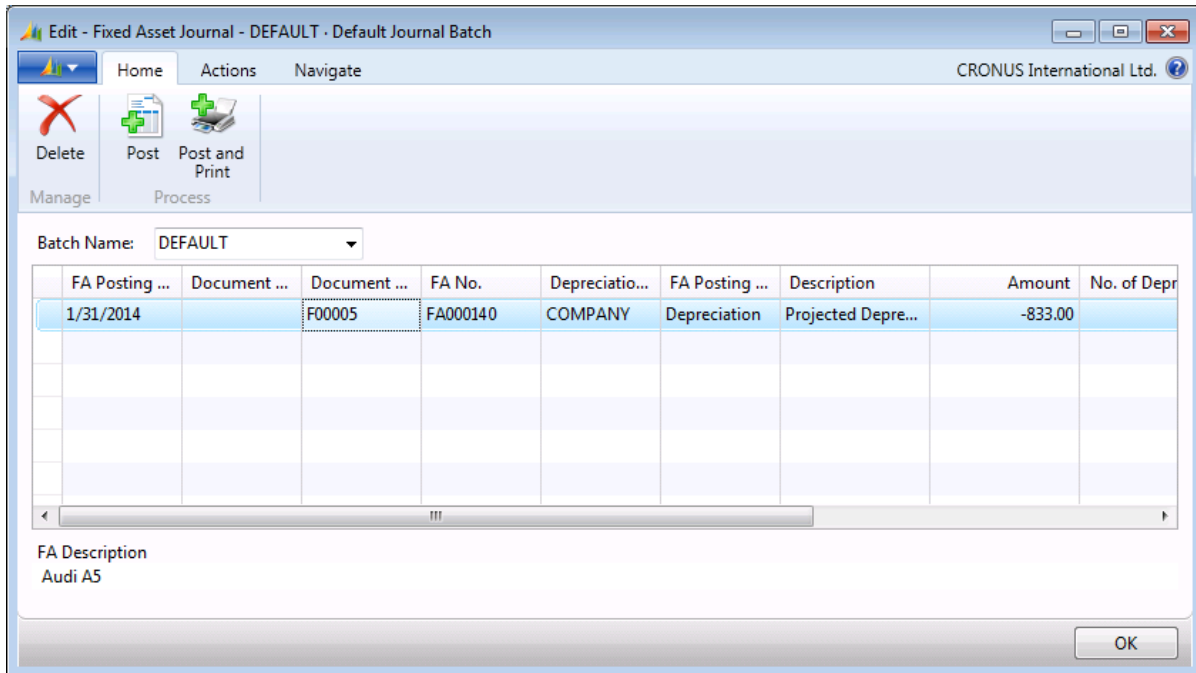 Edit - Fixed Asset Journal - DEFAULT · Default Journal Batch
Home Actions Navigate CRONUS International Ltd.
Delete Post Post and Print
Manage Process
Batch Name: DEFAULT
FA Posting ... Document ... Document ... FA No. Depreciatio... FA Posting ... Description Amount No. of Depr
1/31/2014 F00005 FA000140 COMPANY Depreciation Projected Depre... -833.00
FA Description
Audi A5
OK